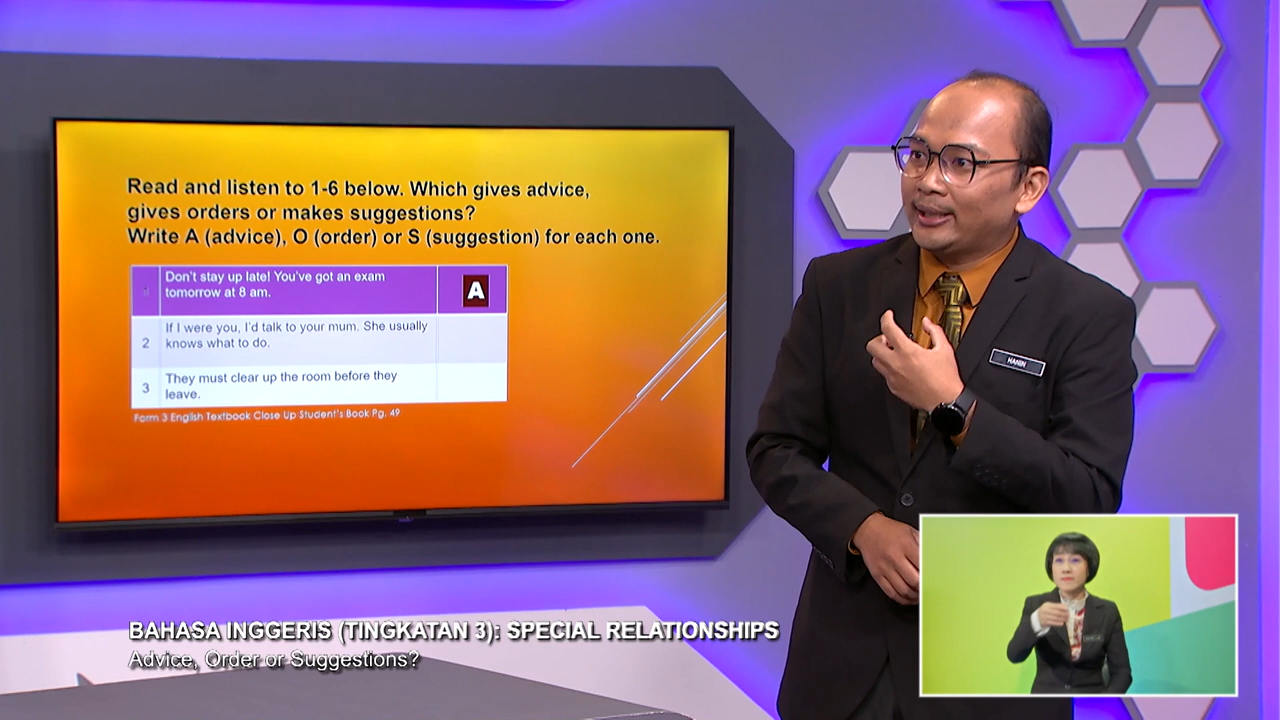 Read and listen to 1-6 below. Which gives advice,
gives orders or makes suggestions?
Write A (advice), O (order) or S (suggestion) for each one.
1 Don't stay up late! You've got an exam A
tomorrow at 8 am.
2 If I were you, I'd talk to your mum. She usually
knows what to do.
3 They must clear up the room before they
leave.
Form 3 English Textbook Close Up Student's Book Pg. 49
HANIN
BAHASA INGGERIS (TINGKATAN 3): SPECIAL RELATIONSHIPS
Advice, Order or Suggestions?